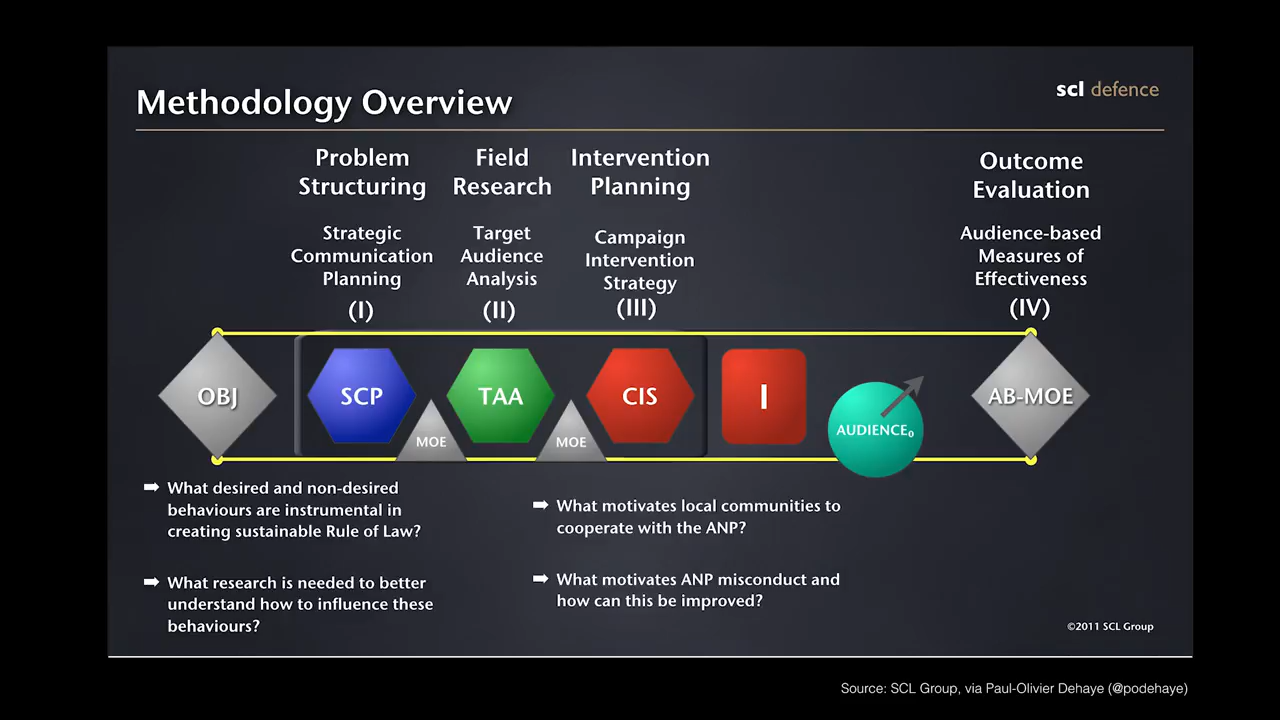 Methodology Overview
scl defence
Problem
Structuring
Field
Research
Intervention
Planning
Outcome
Evaluation
Strategic
Communication
Planning
(I)
Target
Audience
Analysis
(II)
Campaign
Intervention
Strategy
(III)
Audience-based
Measures of
Effectiveness
(IV)
OBJ
SCP
MOE
TAA
MOE
CIS
I
AUDIENCE₀
AB-MOE
➡ What desired and non-desired
behaviours are instrumental in
creating sustainable Rule of Law?
➡ What research is needed to better
understand how to influence these
behaviours?
➡ What motivates local communities to
cooperate with the ANP?
➡ What motivates ANP misconduct and
how can this be improved?
©2011 SCL Group
Source: SCL Group, via Paul-Olivier Dehaye (@podehaye)